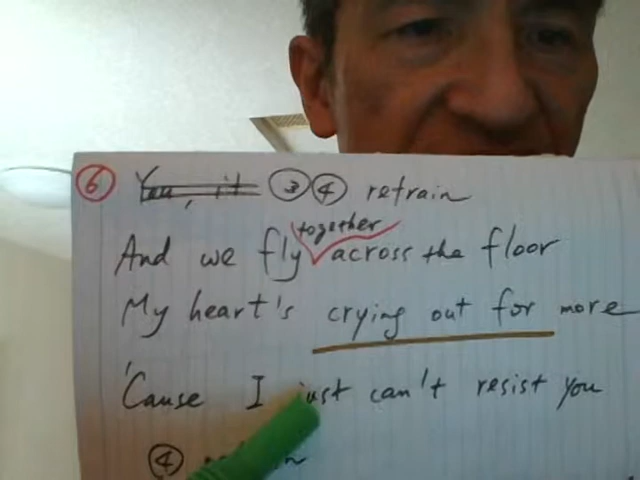 ⑥ You, it ③④ refrain
together
And we fly across the floor
My heart's crying out for more
'Cause I just can't resist you
④